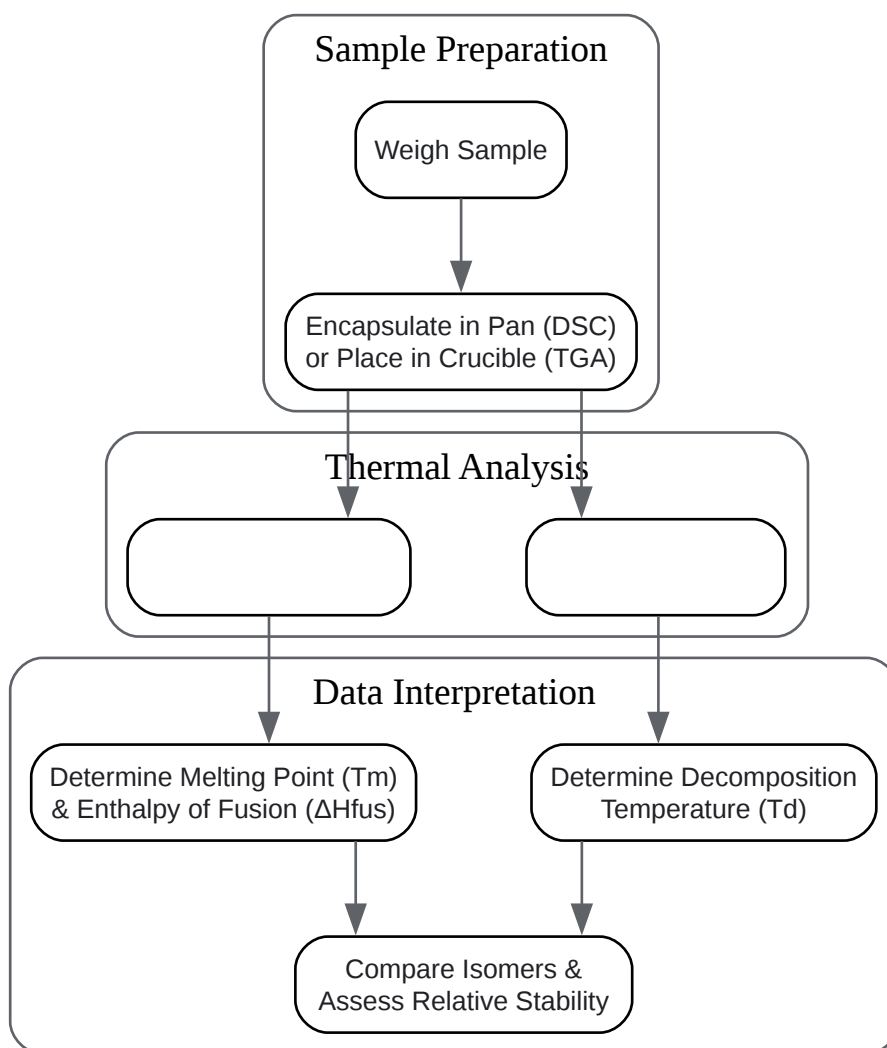 Sample Preparation
Weigh Sample
Encapsulate in Pan (DSC)
or Place in Crucible (TGA)
Thermal Analysis
Data Interpretation
Determine Melting Point (Tm)
& Enthalpy of Fusion (ΔHfus)
Determine Decomposition
Temperature (Td)
Compare Isomers &
Assess Relative Stability